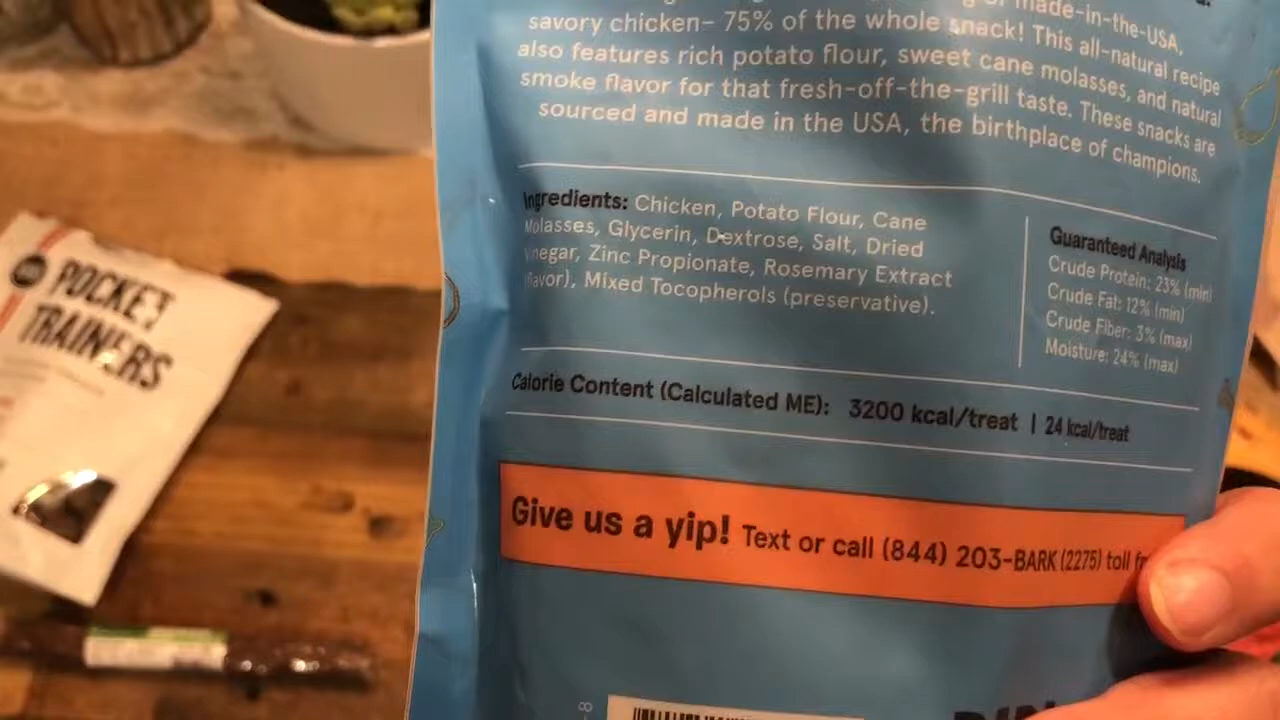 made-in-the-USA,
savory chicken- 75% of the whole snack! This all-natural recipe
also features rich potato flour, sweet cane molasses, and natural
smoke flavor for that fresh-off-the-grill taste. These snacks are
sourced and made in the USA, the birthplace of champions.
Ingredients: Chicken, Potato Flour, Cane
Molasses, Glycerin, Dextrose, Salt, Dried
Vinegar, Zinc Propionate, Rosemary Extract
(flavor), Mixed Tocopherols (preservative).
Guaranteed Analysis
Crude Protein: 23% (min)
Crude Fat: 12% (min)
Crude Fiber: 3% (max)
Moisture: 24% (max)
Calorie Content (Calculated ME): 3200 kcal/treat | 24 kcal/treat
Give us a yip! Text or call (844) 203-BARK (2275) toll
POCKET
TRAINERS